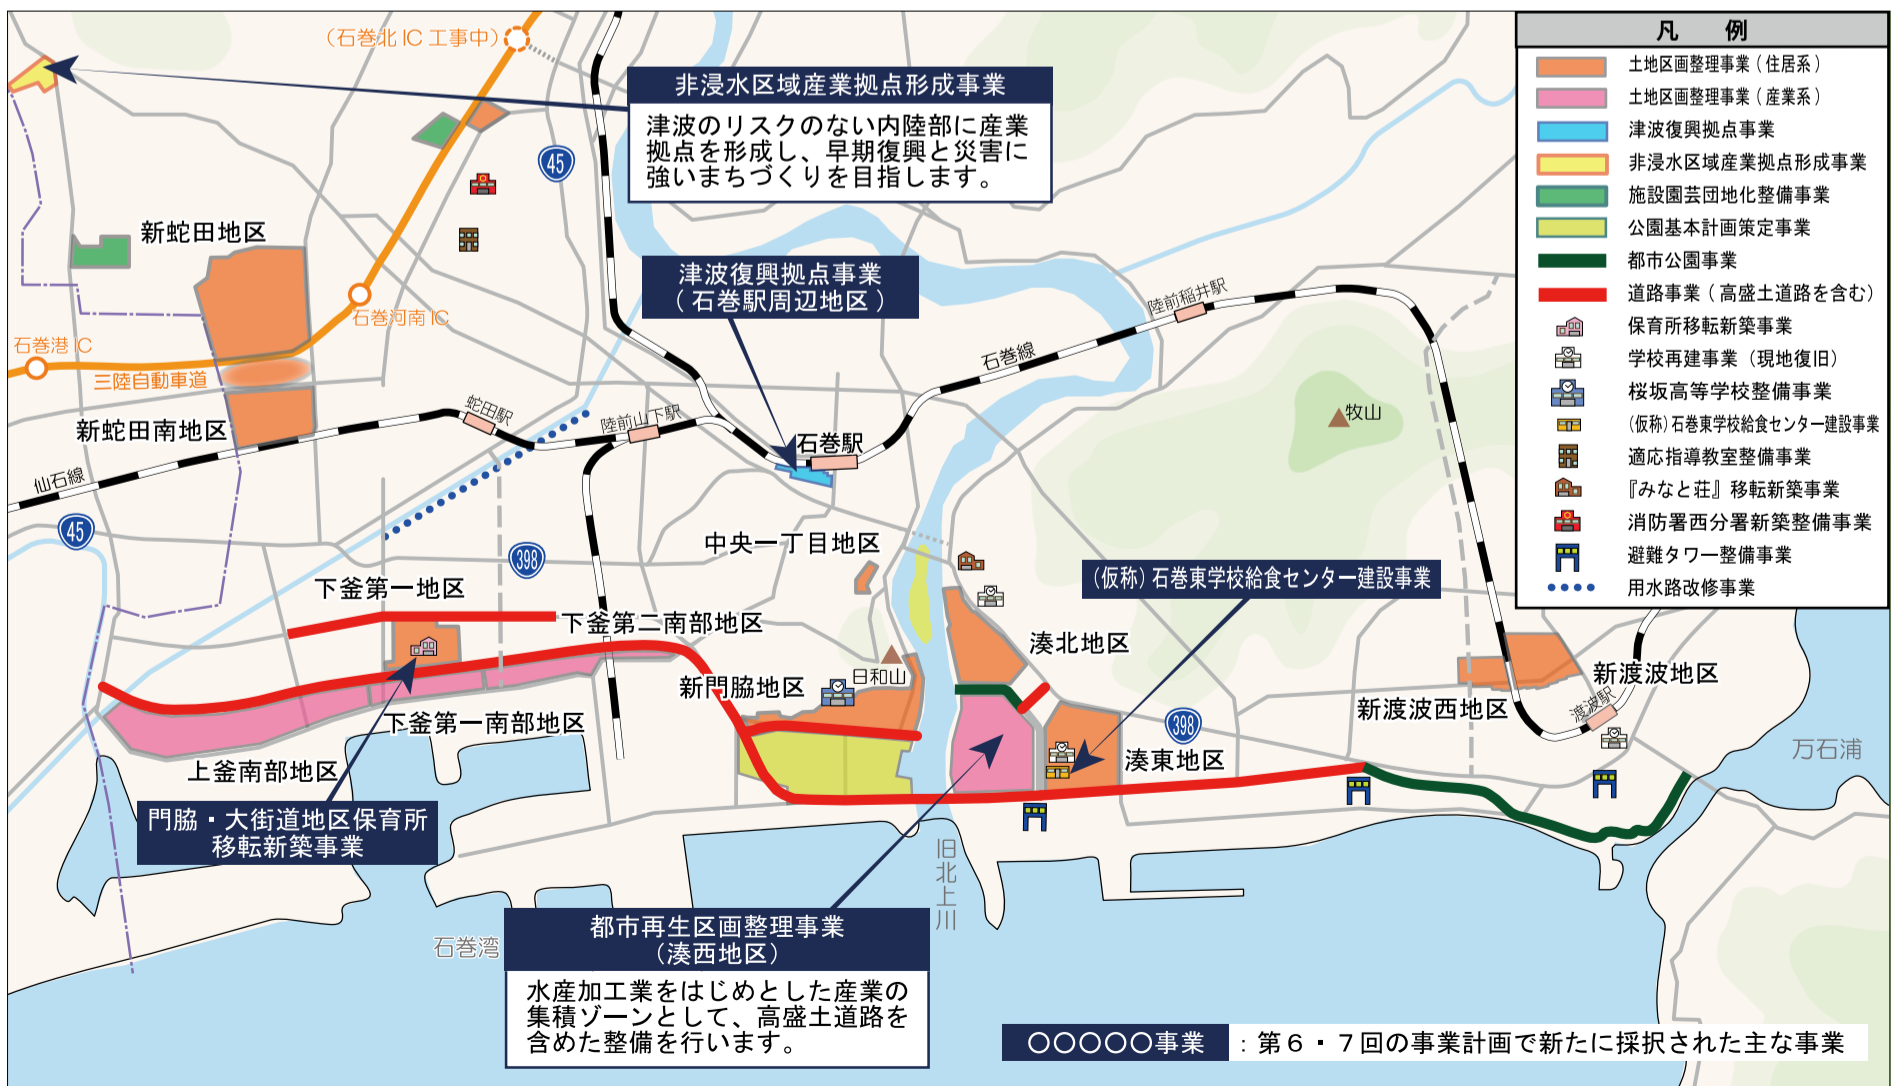 (石巻北IC工事中)
非浸水区域産業拠点形成事業
津波のリスクのない内陸部に産業
拠点を形成し、早期復興と災害に
強いまちづくりを目指します。
45
新蛇田地区
津波復興拠点事業
(石巻駅周辺地区)
石巻河南IC
石巻港IC
三陸自動車道
新蛇田南地区
陸前稲井駅
石巻線
蛇田駅
陸前山下駅
石巻駅
牧山
仙石線
45
398
中央一丁目地区
(仮称)石巻東学校給食センター建設事業
下釜第一地区
下釜第二南部地区
湊北地区
日和山
新門脇地区
新渡波地区
新渡波西地区
渡波駅
下釜第一南部地区
398
湊東地区
万石浦
上釜南部地区
門脇・大街道地区保育所
移転新築事業
旧北上川
石巻湾
都市再生区画整理事業
(湊西地区)
水産加工業をはじめとした産業の
集積ゾーンとして、高盛土道路を
含めた整備を行います。
〇〇〇〇〇事業 :第6・7回の事業計画で新たに採択された主な事業
凡 例
土地区画整理事業(住居系)
土地区画整理事業(産業系)
津波復興拠点事業
非浸水区域産業拠点形成事業
施設園芸団地化整備事業
公園基本計画策定事業
都市公園事業
道路事業(高盛土道路を含む)
保育所移転新築事業
学校再建事業(現地復旧)
桜坂高等学校整備事業
(仮称)石巻東学校給食センター建設事業
適応指導教室整備事業
『みなと荘』移転新築事業
消防署西分署新築整備事業
避難タワー整備事業
用水路改修事業